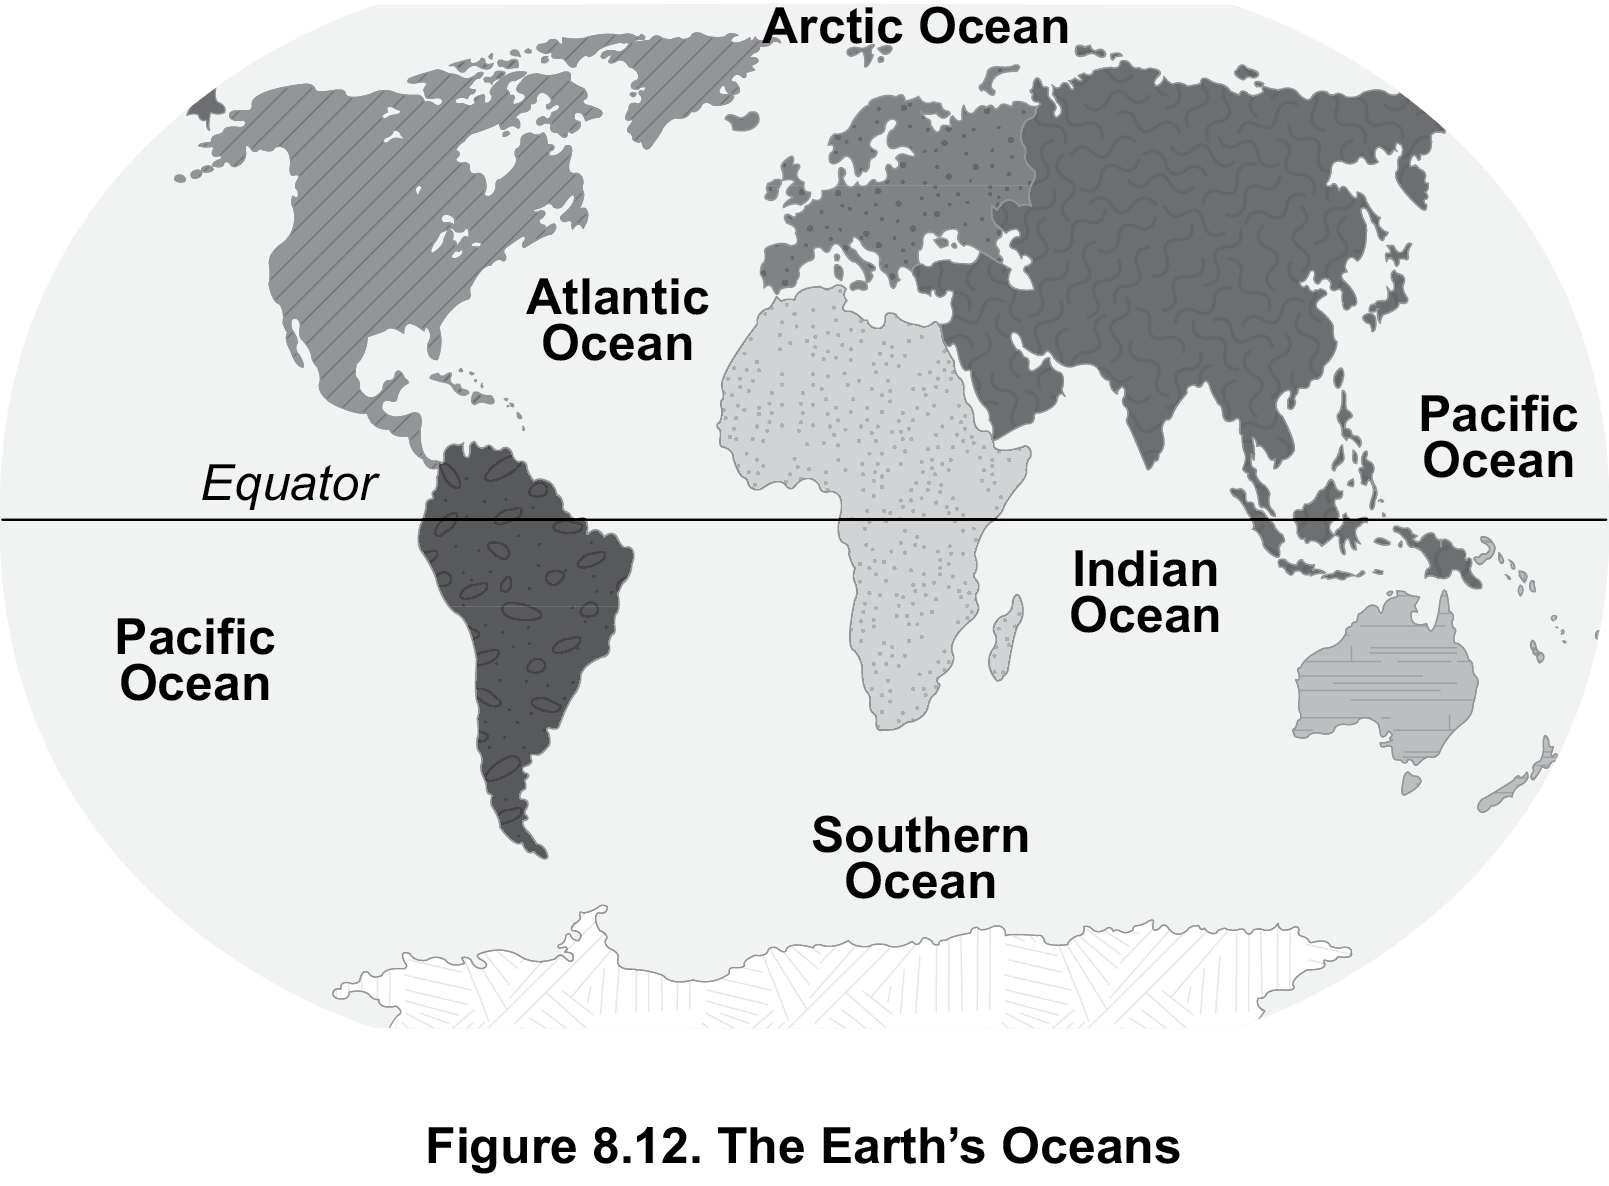 Arctic Ocean
Atlantic
Ocean
Pacific
Ocean
Equator
Indian
Ocean
Pacific
Ocean
Southern
Ocean
Figure 8.12. The Earth’s Oceans